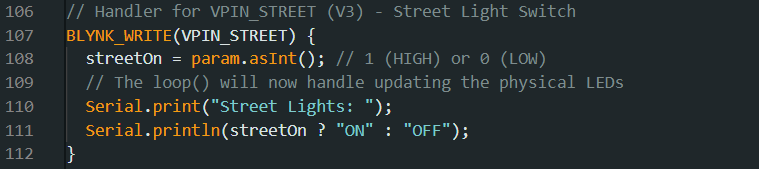 106 // Handler for VPIN_STREET (V3) - Street Light Switch
107 BLYNK_WRITE(VPIN_STREET) {
108   streetOn = param.asInt(); // 1 (HIGH) or 0 (LOW)
109   // The loop() will now handle updating the physical LEDs
110   Serial.print("Street Lights: ");
111   Serial.println(streetOn ? "ON" : "OFF");
112 }